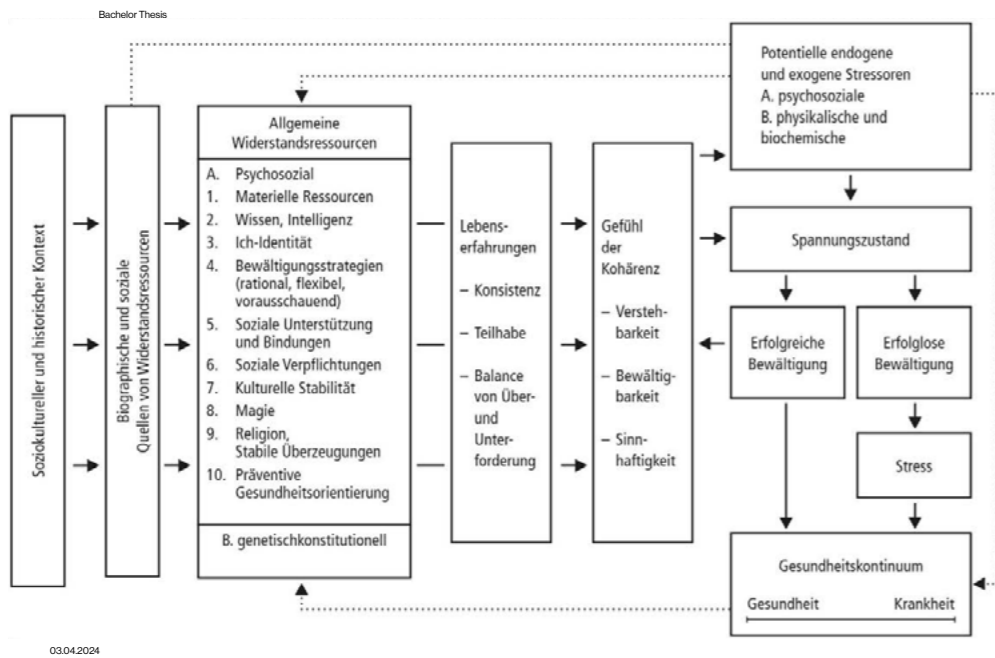 Bachelor Thesis
Soziokultureller und historischer Kontext
Biographische und soziale
Quellen von Widerstandsressourcen
Allgemeine
Widerstandsressourcen
A. Psychosozial
1. Materielle Ressourcen
2. Wissen, Intelligenz
3. Ich-Identität
4. Bewältigungsstrategien
(rational, flexibel,
vorausschauend)
5. Soziale Unterstützung
und Bindungen
6. Soziale Verpflichtungen
7. Kulturelle Stabilität
8. Magie
9. Religion,
Stabile Überzeugungen
10. Präventive
Gesundheitsorientierung
B. genetischkonstitutionell
Lebens-
erfahrungen
– Konsistenz
– Teilhabe
– Balance
von Über-
und
Unter-
forderung
Gefühl
der
Kohärenz
– Versteh-
barkeit
– Bewältig-
barkeit
– Sinn-
haftigkeit
Potentielle endogene
und exogene Stressoren
A. psychosoziale
B. physikalische und
biochemische
Spannungszustand
Erfolgreiche
Bewältigung
Erfolglose
Bewältigung
Stress
Gesundheitskontinuum
Gesundheit Krankheit
03.04.2024